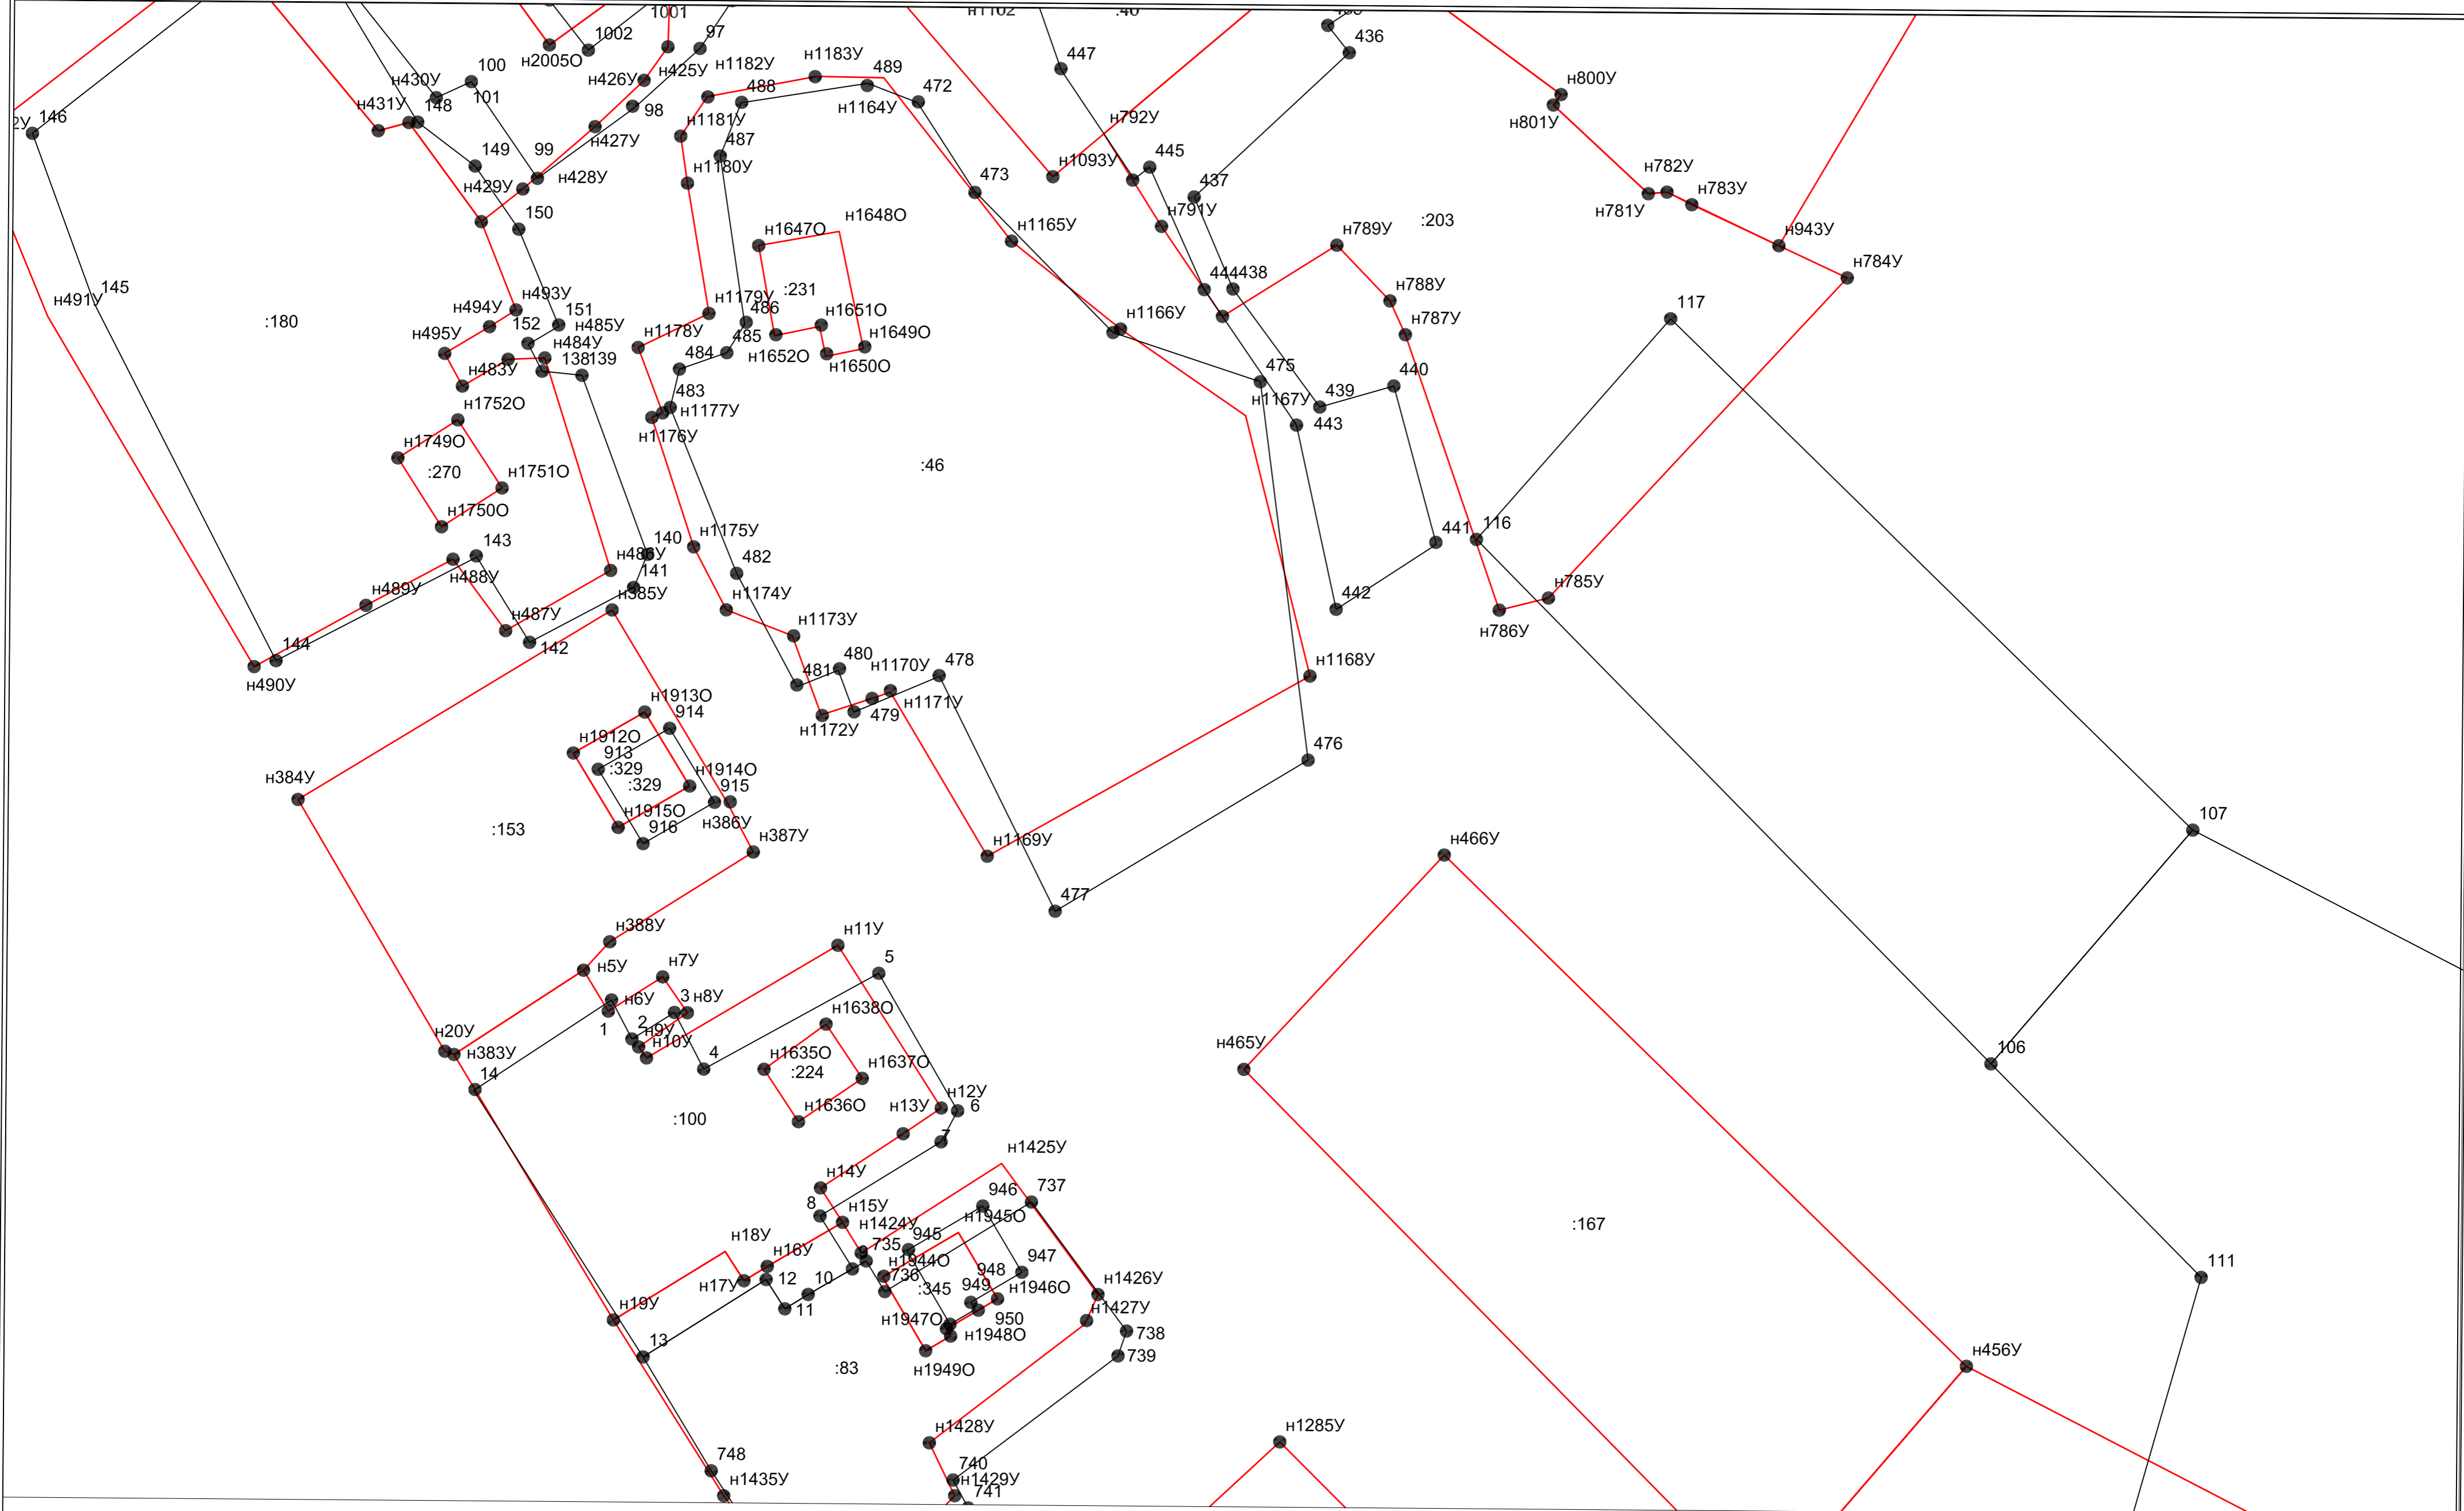 1001
н1102
:40
1002
97
436
н2005О
н426У
н425У
н1182У
н1183У
489
447
100
н430У
101
488
472
н1164У
н800У
н801У
н431У
148
98
146
н427У
н1181У
н792У
149
99
487
н1180У
н1093У
445
н782У
н429У
н428У
473
437
н781У
н783У
150
н1647О
н1648О
н1165У
н791У
н789У
:203
н943У
н784У
145
н491У
:180
н493У
н494У
151
н1179У
:231
444
438
н788У
117
486
н495У
152
н485У
485
н1651О
н1166У
н787У
н484У
н1178У
484
н1652О
н1649О
н1650О
н483У
138
139
475
440
483
н1177У
н1167У
439
н1752О
н1176У
443
н1749О
:270
н1751О
:46
н1750О
140
н1175У
441
116
143
н486У
482
н488У
141
н489У
н385У
н1174У
442
н785У
н786У
н487У
142
н1173У
144
н490У
481
480
н1170У
478
н1168У
н1171У
н1913О
914
н1172У
479
н1912О
913
:329
:329
476
н384У
н1914О
915
н1915О
916
н386У
107
:153
н387У
н1169У
н466У
477
н388У
н11У
5
н5У
н7У
н6У
3
н8У
1
2
н1638О
н20У
н9У
н10У
н465У
106
н383У
4
н1635О
:224
н1637О
14
н1636О
н13У
н12У
6
:100
7
н1425У
н14У
737
8
946
н15У
н1945О
:167
н18У
н1424У
945
н16У
9
735
947
111
н1944О
736
948
н17У
12
10
:345
949
н1946О
н1426У
11
н19У
н1947О
950
н1427У
н1948О
738
13
739
н1949О
:83
н456У
н1428У
н1285У
748
740
н1435У
н1429У
741